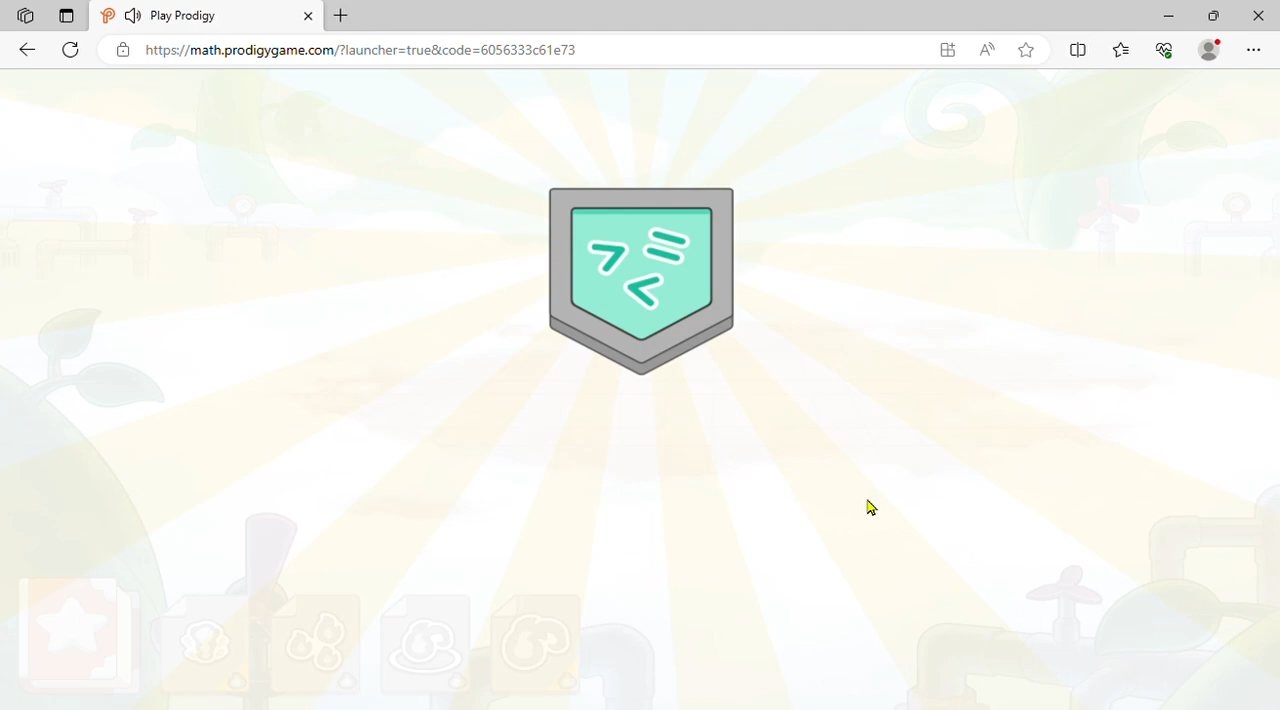 Play Prodigy
https://math.prodigygame.com/?launcher=true&code=6056333c61e73
> =
<